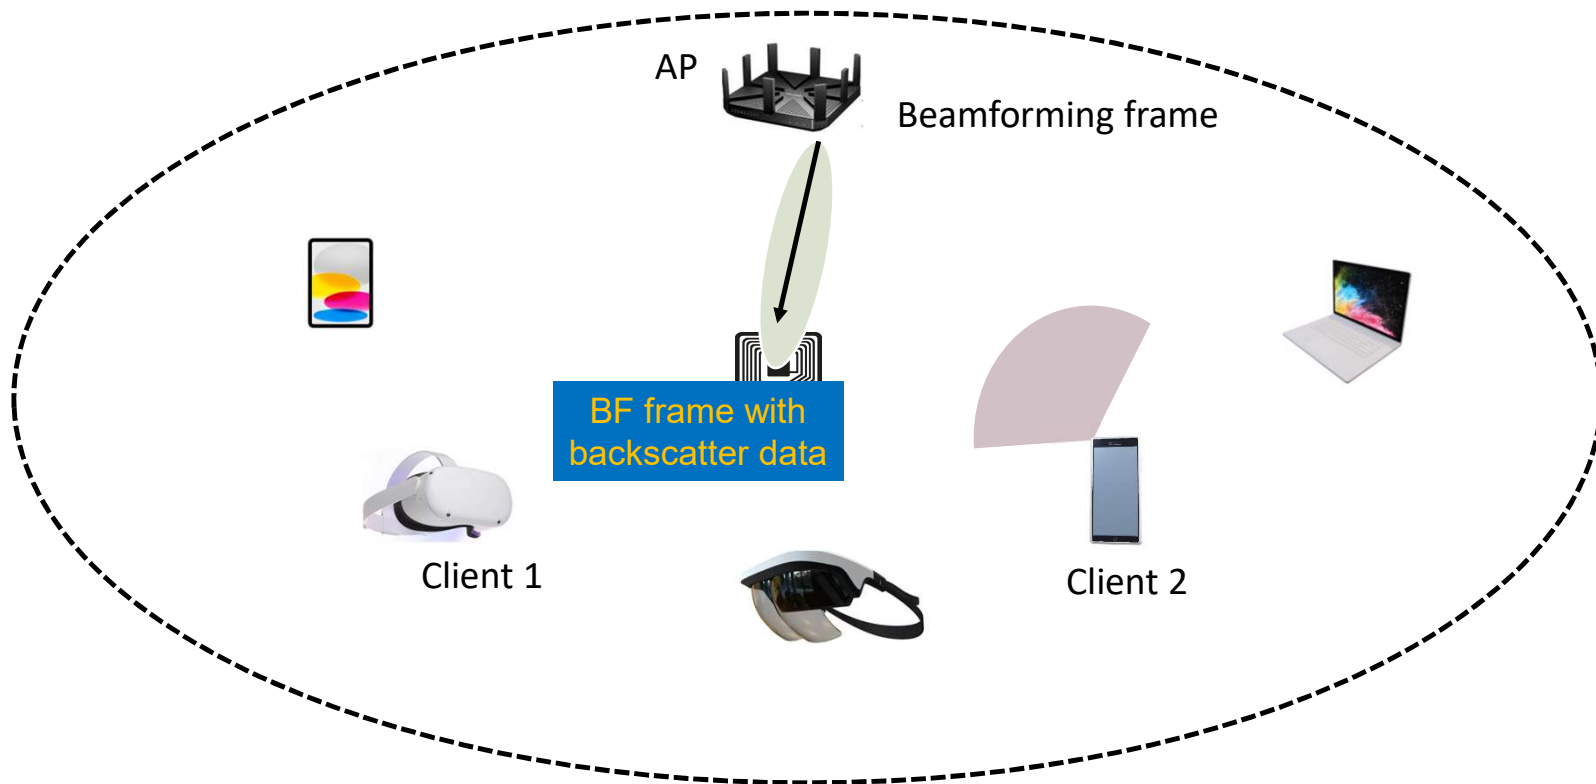 AP
Beamforming frame
BF frame with
backscatter data
Client 1
Client 2